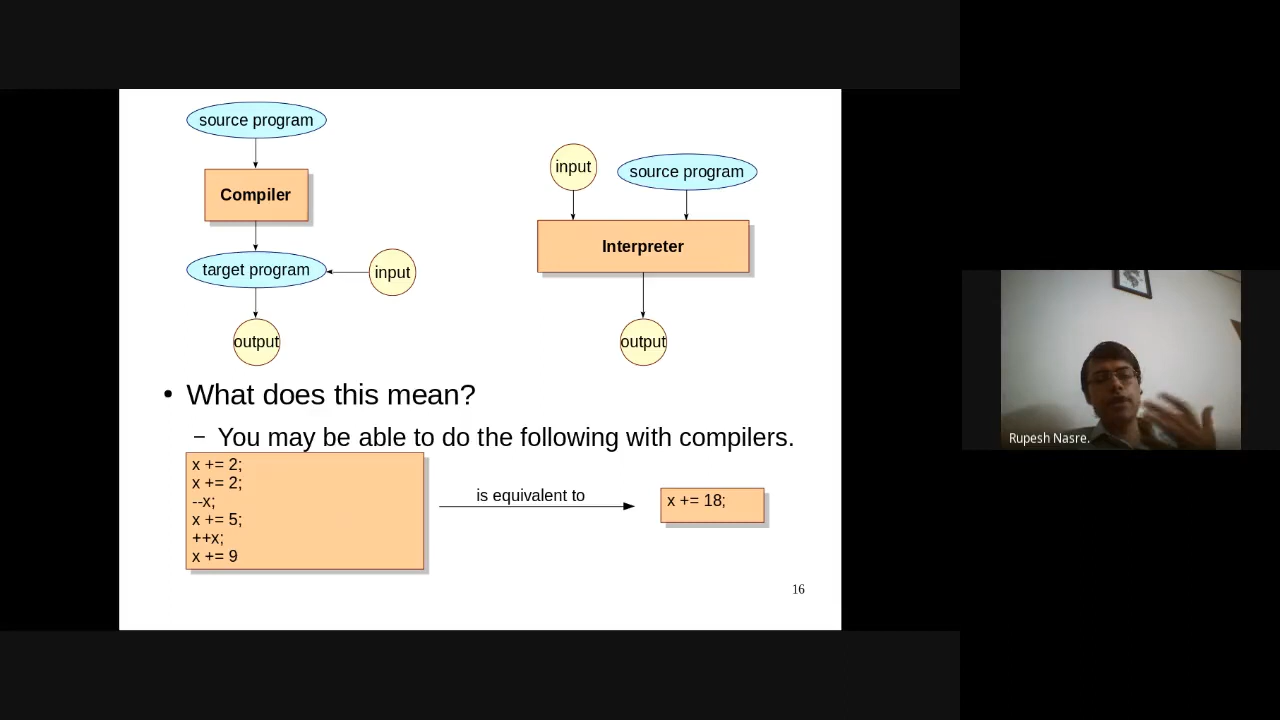 source program
Compiler
target program
input
output
input
source program
Interpreter
output
• What does this mean?
– You may be able to do the following with compilers.
x += 2;
x += 2;
--x;
x += 5;
++x;
x += 9
is equivalent to
x += 18;
16
Rupesh Nasre.